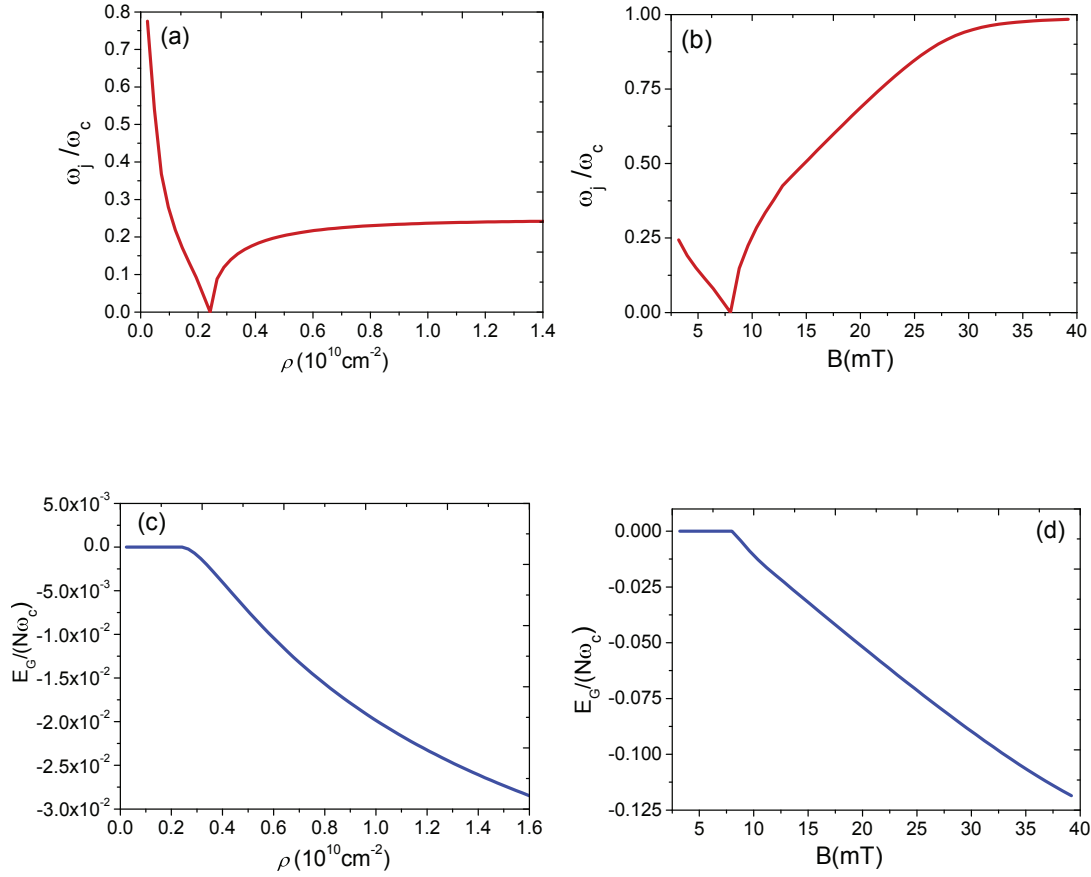 (a)
0.8
0.7
0.6
0.5
0.4
0.3
0.2
0.1
0.0
ω_j /ω_c
0.0 0.2 0.4 0.6 0.8 1.0 1.2 1.4
ρ (10^10 cm^-2)
(b)
1.00
0.75
0.50
0.25
0.00
ω_j /ω_c
5 10 15 20 25 30 35 40
B(mT)
(c)
5.0x10^-3
0.0
-5.0x10^-3
-1.0x10^-2
-1.5x10^-2
-2.0x10^-2
-2.5x10^-2
-3.0x10^-2
E_G/(Nω_c)
0.0 0.2 0.4 0.6 0.8 1.0 1.2 1.4 1.6
ρ (10^10 cm^-2)
(d)
0.000
-0.025
-0.050
-0.075
-0.100
-0.125
E_G/(Nω_c)
5 10 15 20 25 30 35 40
B(mT)